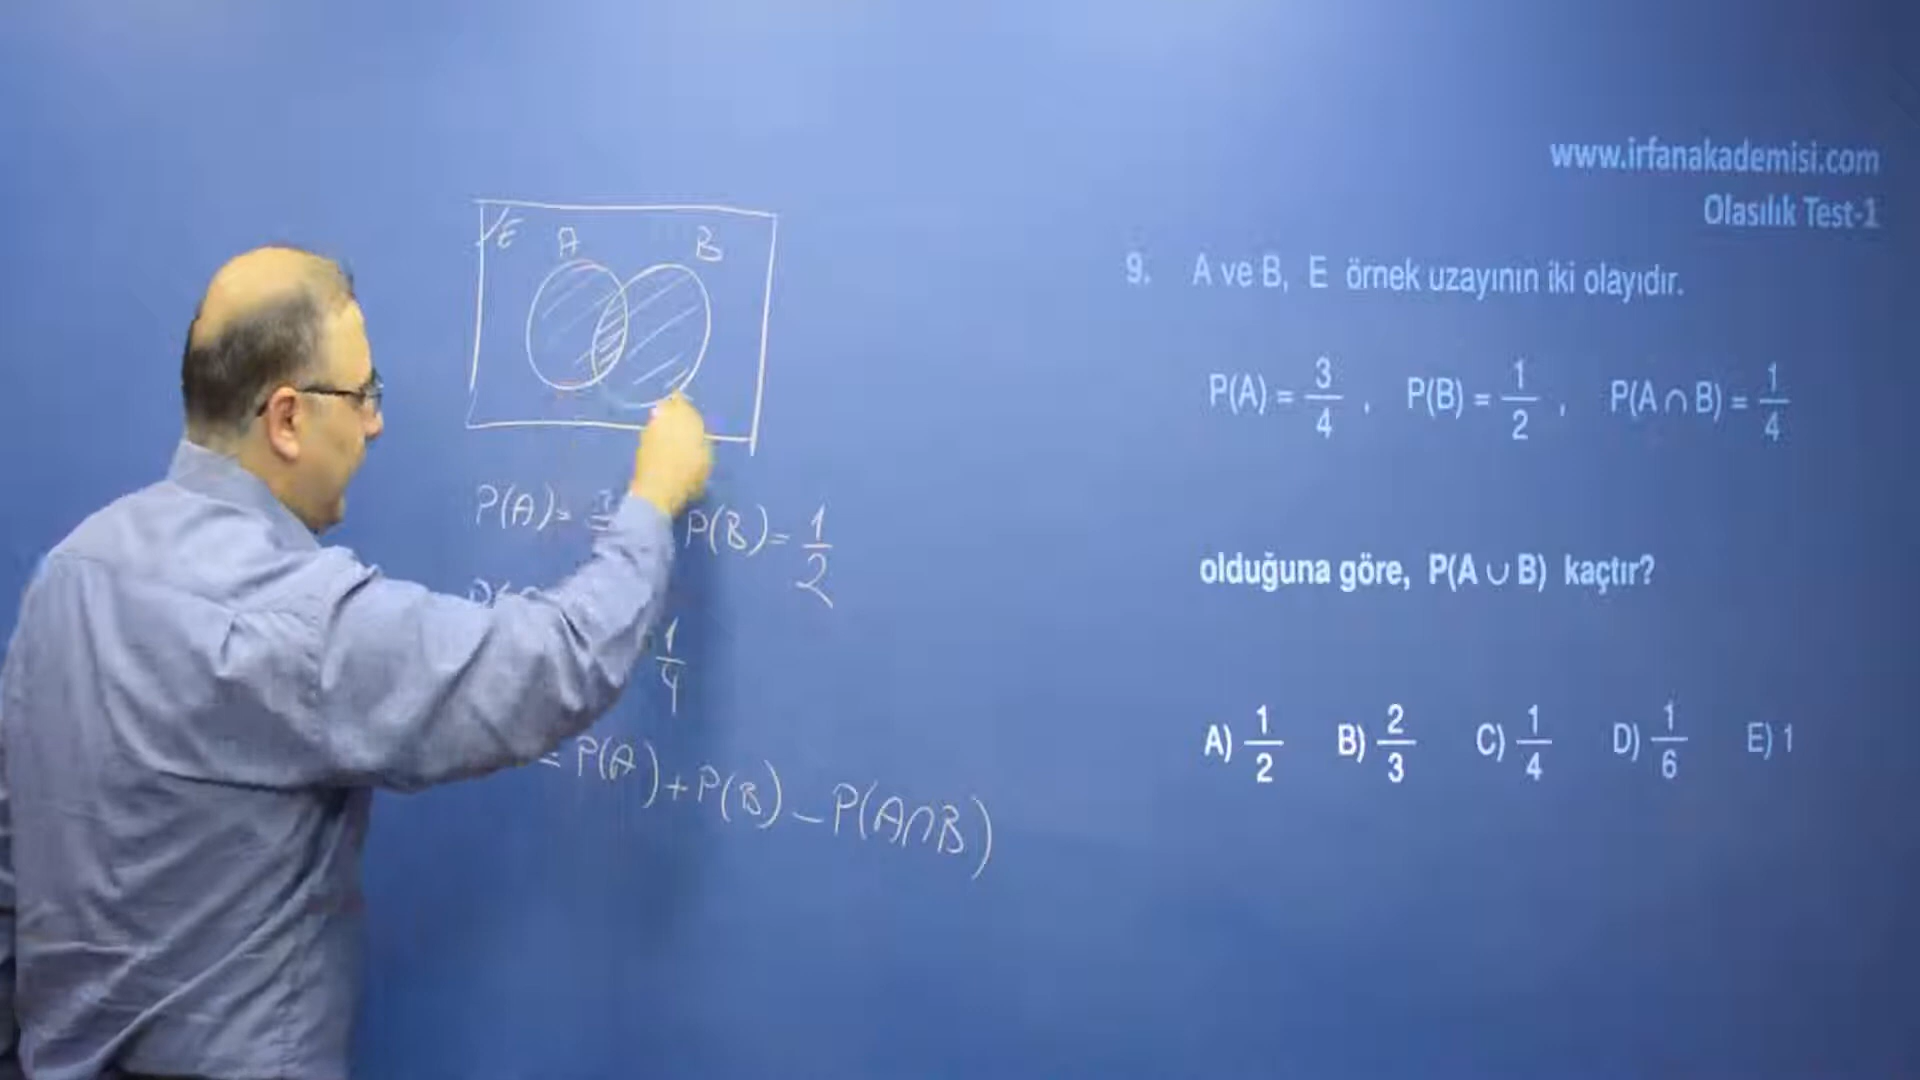 www.irfanakademisi.com
Olasılık Test-1
9. A ve B, E örnek uzayının iki olayıdır.
P(A) = 3/4 , P(B) = 1/2 , P(A ∩ B) = 1/4
olduğuna göre, P(A ∪ B) kaçtır?
A) 1/2 B) 2/3 C) 1/4 D) 1/6 E) 1
E A B
P(A)= P(B)= 1/2
1/4
= P(A)+P(B)-P(A∩B)